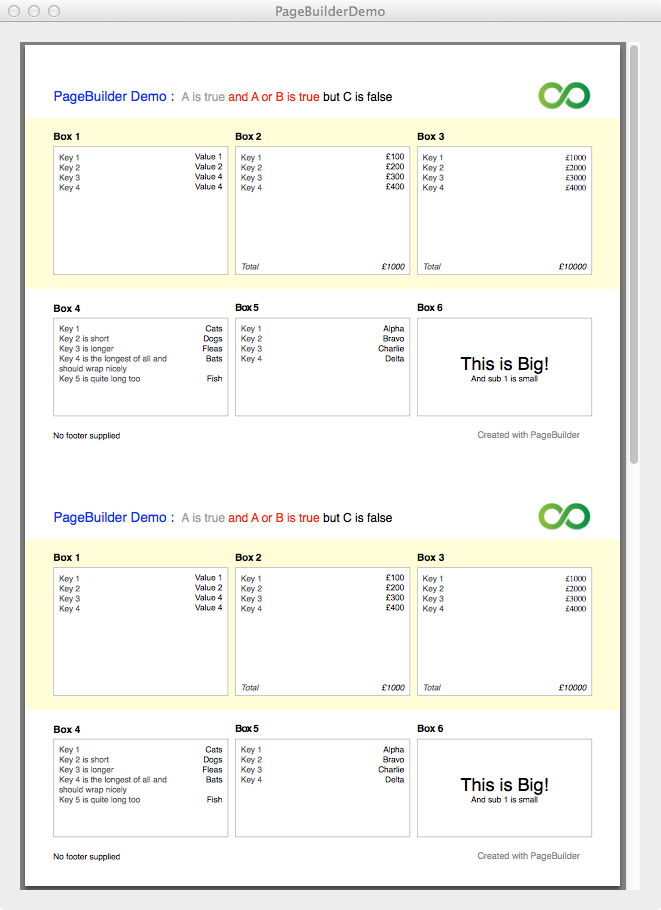 PageBuilderDemo
PageBuilder Demo : A is true and A or B is true but C is false
Box 1
Key 1 Value 1
Key 2 Value 2
Key 3 Value 4
Key 4 Value 4
Box 2
Key 1 £100
Key 2 £200
Key 3 £300
Key 4 £400
Total £1000
Box 3
Key 1 £1000
Key 2 £2000
Key 3 £3000
Key 4 £4000
Total £10000
Box 4
Key 1 Cats
Key 2 is short Dogs
Key 3 is longer Fleas
Key 4 is the longest of all and Bats
should wrap nicely
Key 5 is quite long too Fish
Box 5
Key 1 Alpha
Key 2 Bravo
Key 3 Charlie
Key 4 Delta
Box 6
This is Big!
And sub 1 is small
No footer supplied
Created with PageBuilder
PageBuilder Demo : A is true and A or B is true but C is false
Box 1
Key 1 Value 1
Key 2 Value 2
Key 3 Value 4
Key 4 Value 4
Box 2
Key 1 £100
Key 2 £200
Key 3 £300
Key 4 £400
Total £1000
Box 3
Key 1 £1000
Key 2 £2000
Key 3 £3000
Key 4 £4000
Total £10000
Box 4
Key 1 Cats
Key 2 is short Dogs
Key 3 is longer Fleas
Key 4 is the longest of all and Bats
should wrap nicely
Key 5 is quite long too Fish
Box 5
Key 1 Alpha
Key 2 Bravo
Key 3 Charlie
Key 4 Delta
Box 6
This is Big!
And sub 1 is small
No footer supplied
Created with PageBuilder